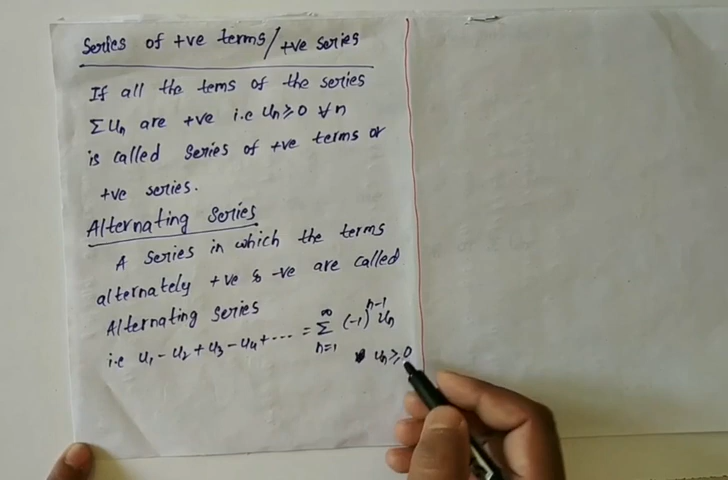 Series of +ve terms/+ve series
If all the tems of the series
Σ Un are +ve i.e Un ≥ 0 ∀ n
is called series of +ve terms or
+ve series.
Alternating Series
A series in which the terms
alternately +ve & -ve are called
Alternating series
i.e U₁ - U₂ + U₃ - U₄ + ... = Σ_{n=1}^{∞} (-1)^{n-1} Un
Un ≥ 0